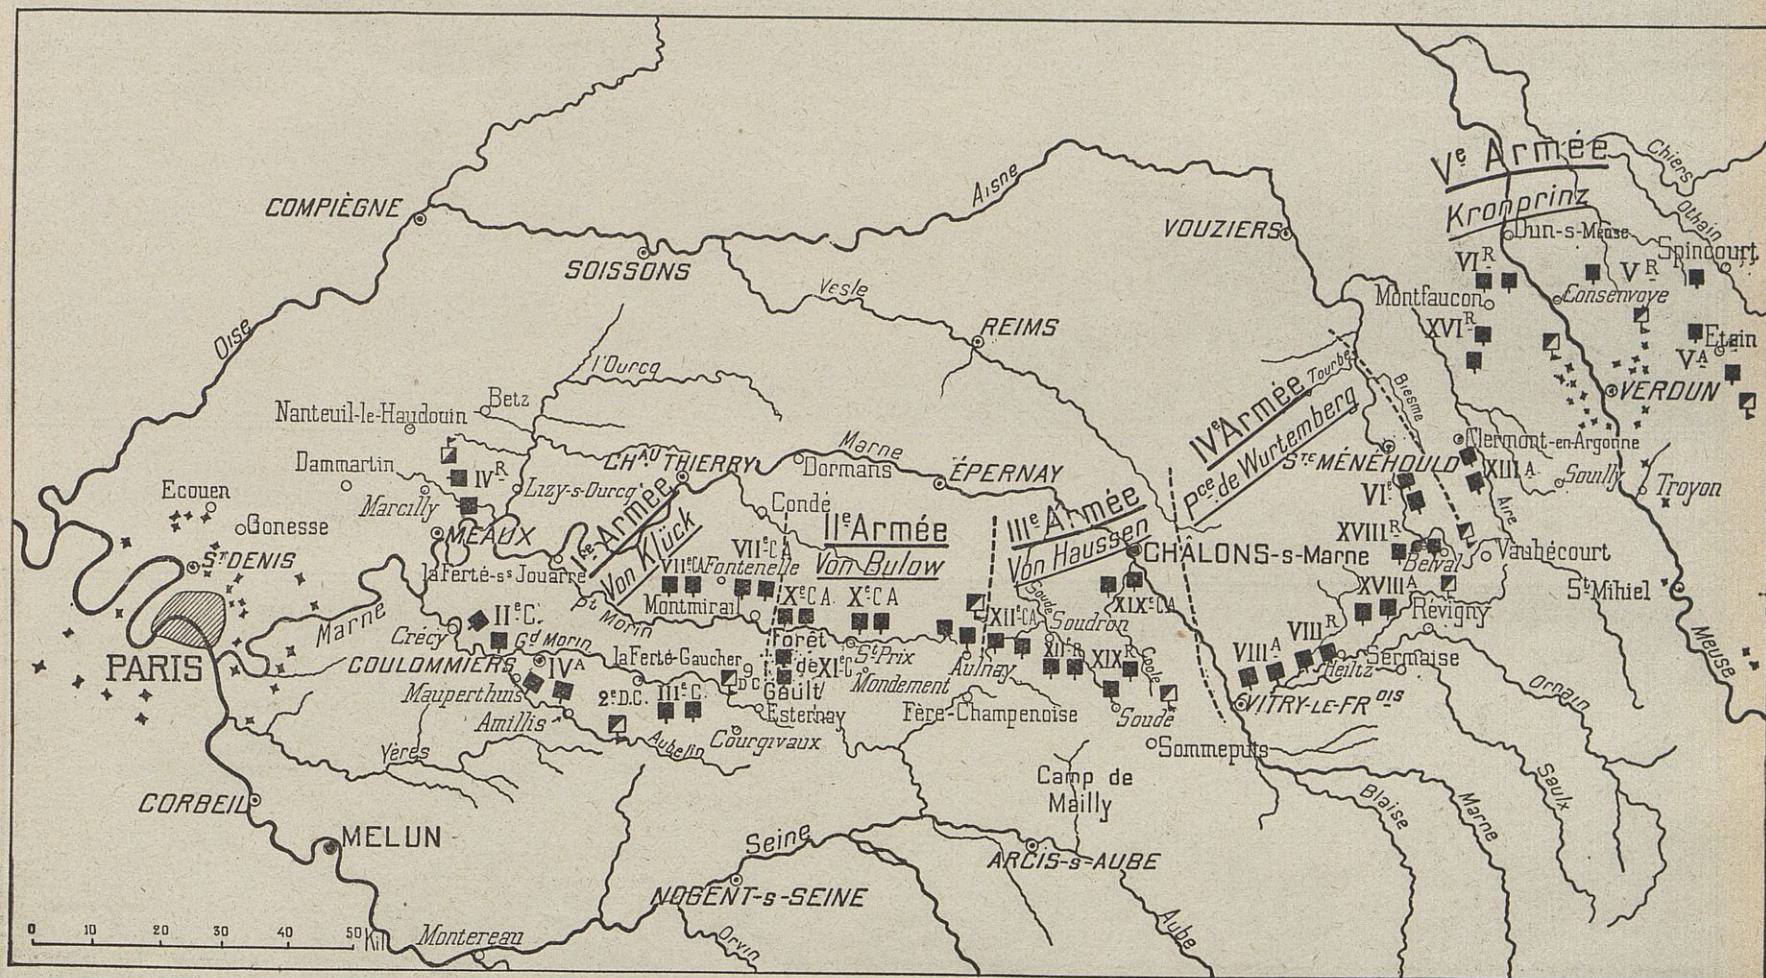 Vᵉ Armée
Kronprinz
Chiers
Othain
Aisne
COMPIÈGNE
VOUZIERS
Dun-s-Meuse
Spincourt
SOISSONS
VIᴿ
Vᴿ
Vesle
Montfaucon
Consenvoye
Oise
REIMS
XVIᴿ
Etain
Vᴬ
l'Ourcq
IVᵉ Armée
Tourbe
Biesme
VERDUN
Pᶜᵉ de Wurtemberg
Nanteuil-le-Haudouin
Betz
Marne
Clermont-en-Argonne
Dammartin
IVᴿ
CHᴬᵁ THIERRY
Dormans
ÉPERNAY
Sᵀᴱ MÉNÉHOULD
XIII A
Souilly
Troyon
Ecouen
Marcilly
Lizy-s-Ourcq
Gonesse
MEAUX
Iʳᵉ Armée
Von Klück
Condé
IIᵉ Armée
Von Bulow
IIIᵉ Armée
Von Haussen
VIᵉ
Aire
XVIIIᴿ
Sᵗ DENIS
la Ferté-sˢ Jouarre
VIIᵉ CA
VIIᵉ CA
Fontenelle
CHÂLONS-s-Marne
Belval
Vaubécourt
Pᵗ Morin
Montmirail
Xᵉ CA
Xᵉ CA
Soude
XIXᵉ CA
XVIIIᴬ
Révigny
Sᵗ Mihiel
Marne
Crécy
IIᵉ C.
Gᵈ Morin
Forêt
de
Gault
XIᵉ C
Sᵗ Prix
XIIᵉ CA
Soudron
VIIIᴿ
Meuse
PARIS
COULOMMIERS
IVᴬ
la Ferté-Gaucher
9
D C
Mondement
Aulnay
XIIᵉ R
XIXᴿ
Coole
VIIIᴬ
Heiltz
Sermaise
Mauperthuis
2ᵉ D.C.
IIIᵉ C.
Esternay
Fère-Champenoise
Soudé
VITRY-LE-FRᴼᴵˢ
Ornain
Amillis
Aubetin
Courgivaux
Sommepuis
Yères
Camp de
Mailly
Saulx
CORBEIL
Blaise
Marne
MELUN
Seine
ARCIS-s-AUBE
NOGENT-s-SEINE
Aube
0 10 20 30 40 50 Kil
Montereau
Orvin